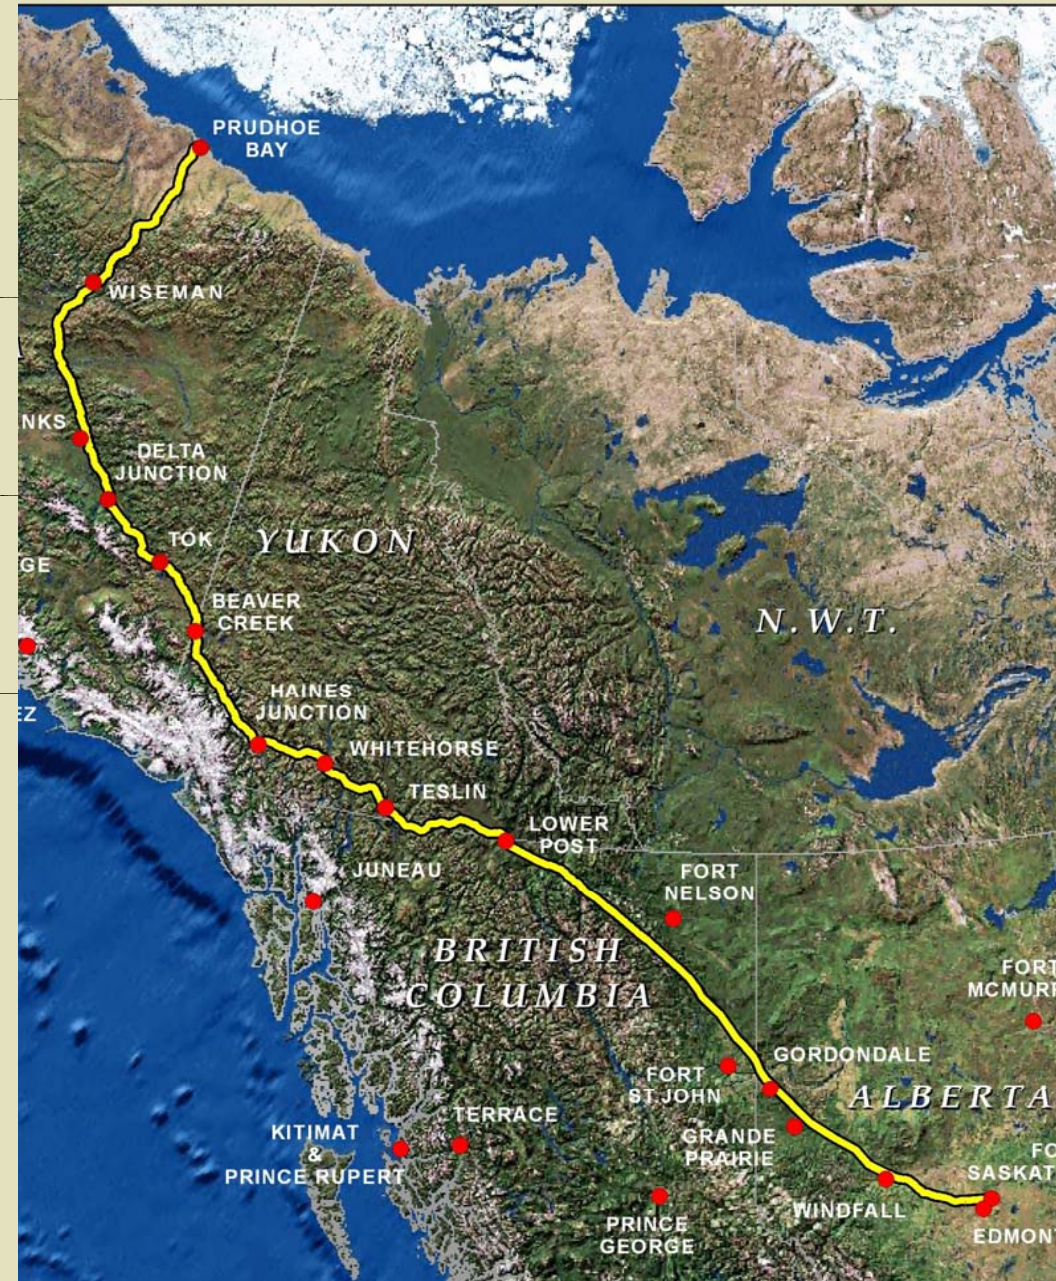 PRUDHOE
BAY
WISEMAN
NKS
DELTA
JUNCTION
TOK
YUKON
GE
BEAVER
CREEK
N.W.T.
EZ
HAINES
JUNCTION
WHITEHORSE
TESLIN
LOWER
POST
JUNEAU
FORT
NELSON
BRITISH
COLUMBIA
FORT
MCMUR
GORDONDALE
FORT
ST.JOHN
ALBERTA
TERRACE
KITIMAT
&
PRINCE RUPERT
GRANDE
PRAIRIE
FO
SASKAT
WINDFALL
PRINCE
GEORGE
EDMON